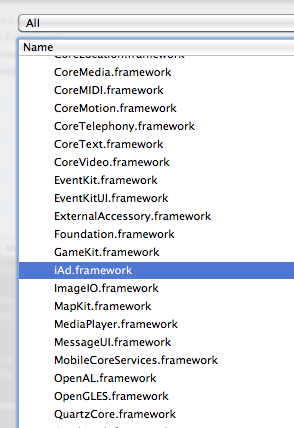 All
Name
CoreLocation.framework
CoreMedia.framework
CoreMIDI.framework
CoreMotion.framework
CoreTelephony.framework
CoreText.framework
CoreVideo.framework
EventKit.framework
EventKitUI.framework
ExternalAccessory.framework
Foundation.framework
GameKit.framework
iAd.framework
ImageIO.framework
MapKit.framework
MediaPlayer.framework
MessageUI.framework
MobileCoreServices.framework
OpenAL.framework
OpenGLES.framework
QuartzCore.framework